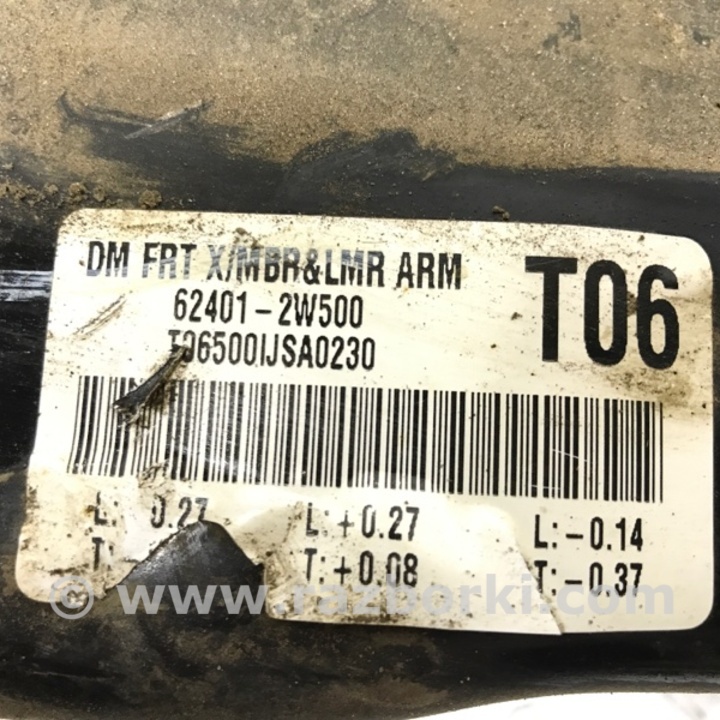 DM FRT X/MBR&LMR ARM
62401-2W500
T06500IJSA0230
T06
L: 0.27 L:+0.27 L:-0.14
T: T:+0.08 T:-0.37
© www.razborki.com